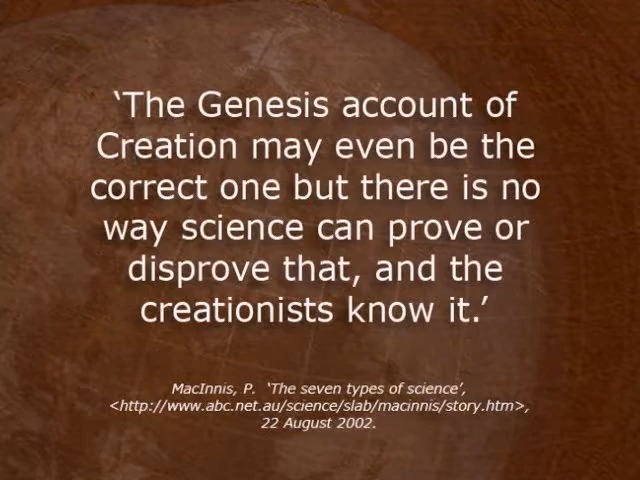 ‘The Genesis account of
Creation may even be the
correct one but there is no
way science can prove or
disprove that, and the
creationists know it.’
MacInnis, P.  ‘The seven types of science’,
<http://www.abc.net.au/science/slab/macinnis/story.htm>,
22 August 2002.